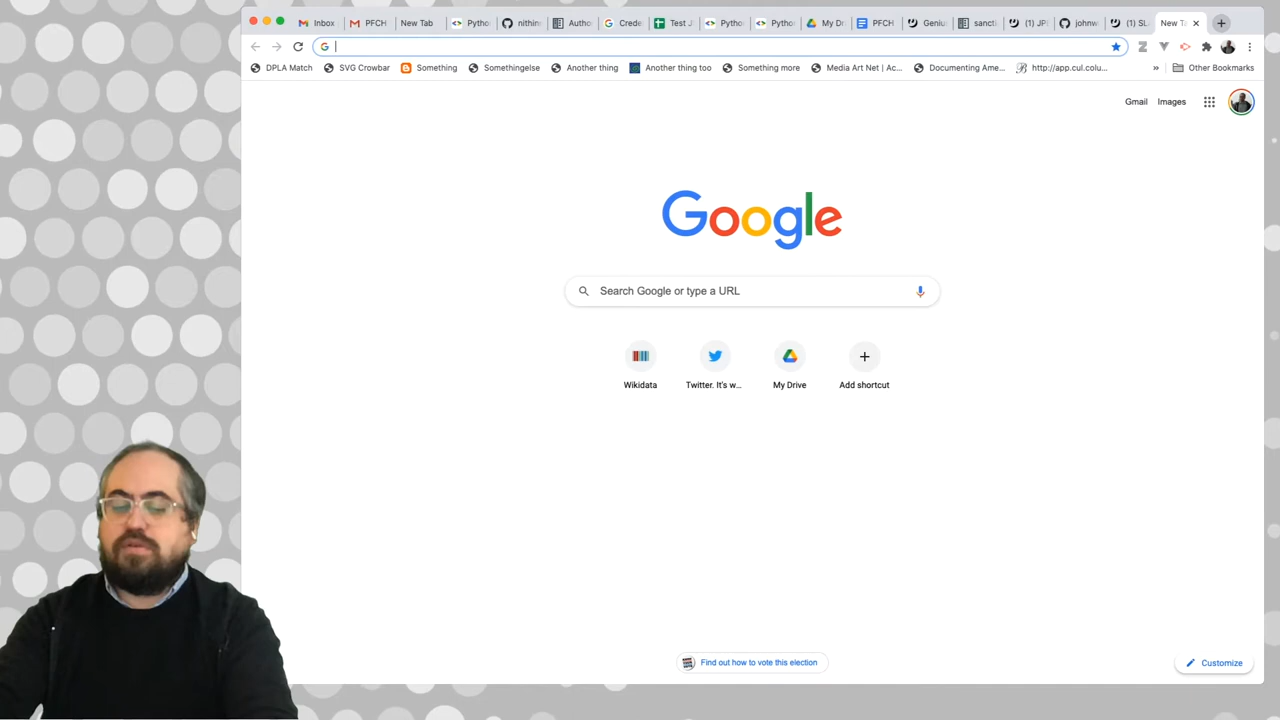 Inbox
PFCH
New Tab
Pytho
nithin
Autho
Crede
Test J
Pytho
Pytho
My Dr
PFCH
Genius
sancti
(1) JP
johnw
(1) SL
New Ta
DPLA Match
SVG Crowbar
Something
Somethingelse
Another thing
Another thing too
Something more
Media Art Net | Ac...
Documenting Ame...
http://app.cul.colu...
»
Other Bookmarks
Gmail
Images
Google
Search Google or type a URL
Wikidata
Twitter. It's w...
My Drive
Add shortcut
Find out how to vote this election
Customize